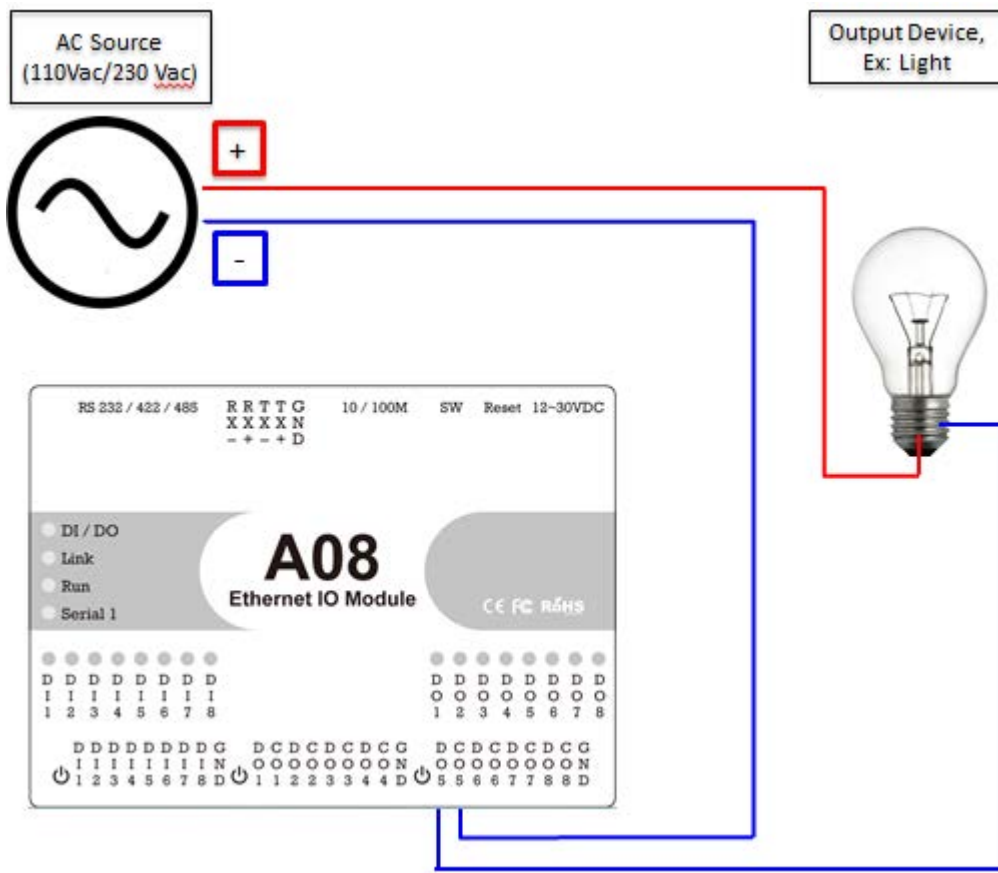 AC Source
(110Vac/230 Vac)
Output Device,
Ex: Light
+
-
RS 232 / 422 / 485
R R T T G
X X X X N
- + - + D
10 / 100M
SW
Reset
12~30VDC
DI / DO
Link
Run
Serial 1
A08
Ethernet IO Module
CE FC RoHS
D D D D D D D D
I I I I I I I I
1 2 3 4 5 6 7 8
D D D D D D D D
O O O O O O O O
1 2 3 4 5 6 7 8
D D D D D D D D G
I I I I I I I I N
1 2 3 4 5 6 7 8 D
D C D C D C D C G
O O O O O O O O N
1 1 2 2 3 3 4 4 D
D C D C D C D C G
O O O O O O O O N
5 5 6 6 7 7 8 8 D